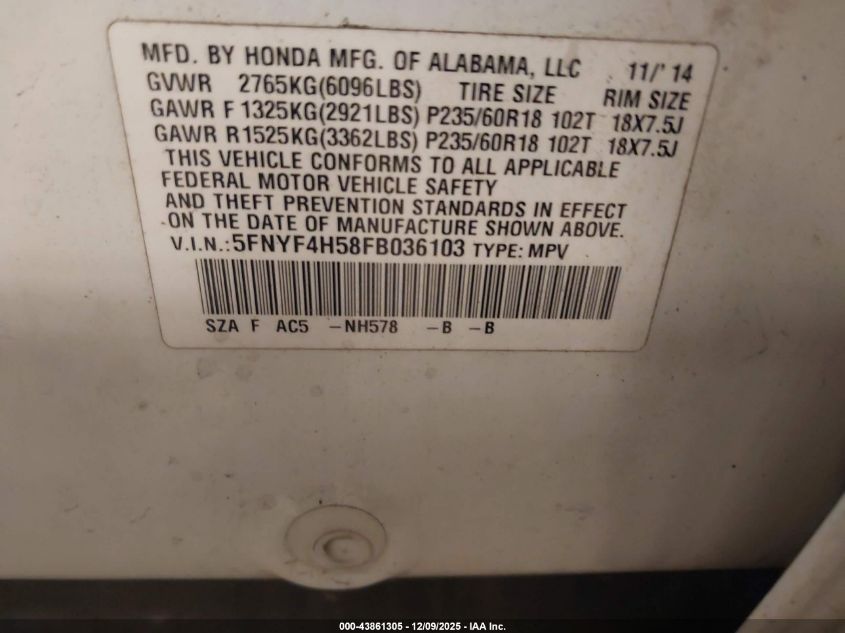 MFD. BY HONDA MFG. OF ALABAMA, LLC 11/'14
GVWR 2765KG(6096LBS) TIRE SIZE RIM SIZE
GAWR F 1325KG(2921LBS) P235/60R18 102T 18X7.5J
GAWR R1525KG(3362LBS) P235/60R18 102T 18X7.5J
THIS VEHICLE CONFORMS TO ALL APPLICABLE
FEDERAL MOTOR VEHICLE SAFETY
AND THEFT PREVENTION STANDARDS IN EFFECT
ON THE DATE OF MANUFACTURE SHOWN ABOVE.
V.I.N.:5FNYF4H58FB036103 TYPE: MPV
SZA F AC5 -NH578 -B -B
000-43861305 - 12/09/2025 - IAA Inc.